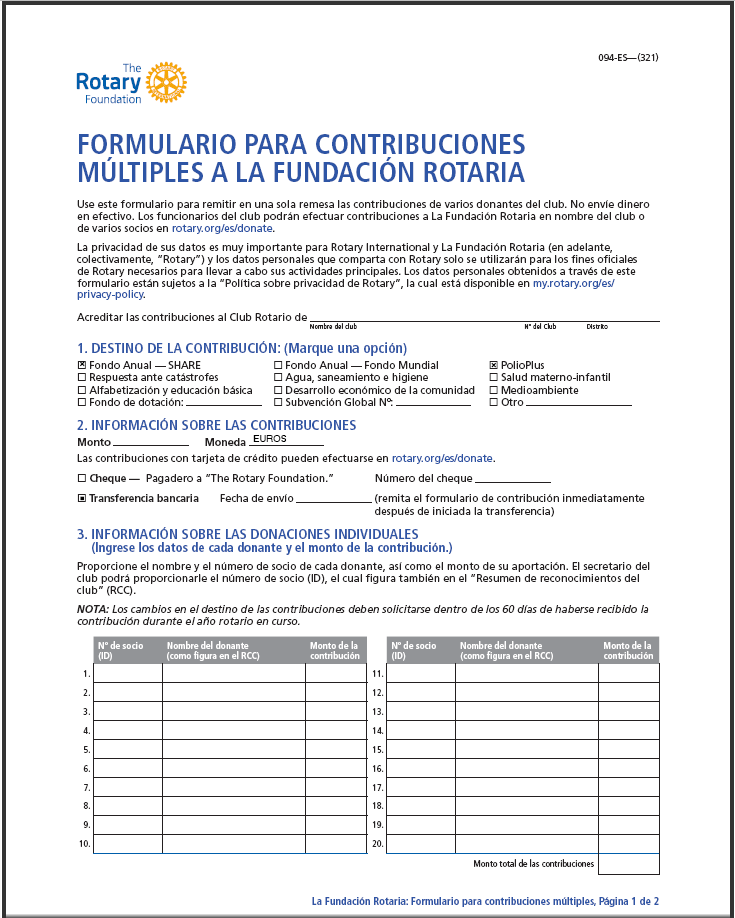 094-ES—(321)
The
Rotary
Foundation
FORMULARIO PARA CONTRIBUCIONES
MÚLTIPLES A LA FUNDACIÓN ROTARIA
Use este formulario para remitir en una sola remesa las contribuciones de varios donantes del club. No envíe dinero
en efectivo. Los funcionarios del club podrán efectuar contribuciones a La Fundación Rotaria en nombre del club o
de varios socios en rotary.org/es/donate.
La privacidad de sus datos es muy importante para Rotary International y La Fundación Rotaria (en adelante,
colectivamente, “Rotary”) y los datos personales que comparta con Rotary solo se utilizarán para los fines oficiales
de Rotary necesarios para llevar a cabo sus actividades principales. Los datos personales obtenidos a través de este
formulario están sujetos a la “Política sobre privacidad de Rotary”, la cual está disponible en my.rotary.org/es/
privacy-policy.
Acreditar las contribuciones al Club Rotario de
Nombre del club Nº del Club Distrito
1. DESTINO DE LA CONTRIBUCIÓN: (Marque una opción)
☒ Fondo Anual — SHARE ☐ Fondo Anual — Fondo Mundial ☒ PolioPlus
☐ Respuesta ante catástrofes ☐ Agua, saneamiento e higiene ☐ Salud materno-infantil
☐ Alfabetización y educación básica ☐ Desarrollo económico de la comunidad ☐ Medioambiente
☐ Fondo de dotación: ☐ Subvención Global Nº: ☐ Otro
2. INFORMACIÓN SOBRE LAS CONTRIBUCIONES
Monto Moneda EUROS
Las contribuciones con tarjeta de crédito pueden efectuarse en rotary.org/es/donate.
☐ Cheque — Pagadero a “The Rotary Foundation.” Número del cheque
▣ Transferencia bancaria Fecha de envío (remita el formulario de contribución inmediatamente
después de iniciada la transferencia)
3. INFORMACIÓN SOBRE LAS DONACIONES INDIVIDUALES
(Ingrese los datos de cada donante y el monto de la contribución.)
Proporcione el nombre y el número de socio de cada donante, así como el monto de su aportación. El secretario del
club podrá proporcionarle el número de socio (ID), el cual figura también en el “Resumen de reconocimientos del
club” (RCC).
NOTA: Los cambios en el destino de las contribuciones deben solicitarse dentro de los 60 días de haberse recibido la
contribución durante el año rotario en curso.
Nº de socio Nombre del donante Monto de la Nº de socio Nombre del donante Monto de la
(ID) (como figura en el RCC) contribución (ID) (como figura en el RCC) contribución
1. 11.
2. 12.
3. 13.
4. 14.
5. 15.
6. 16.
7. 17.
8. 18.
9. 19.
10. 20.
Monto total de las contribuciones
La Fundación Rotaria: Formulario para contribuciones múltiples, Página 1 de 2